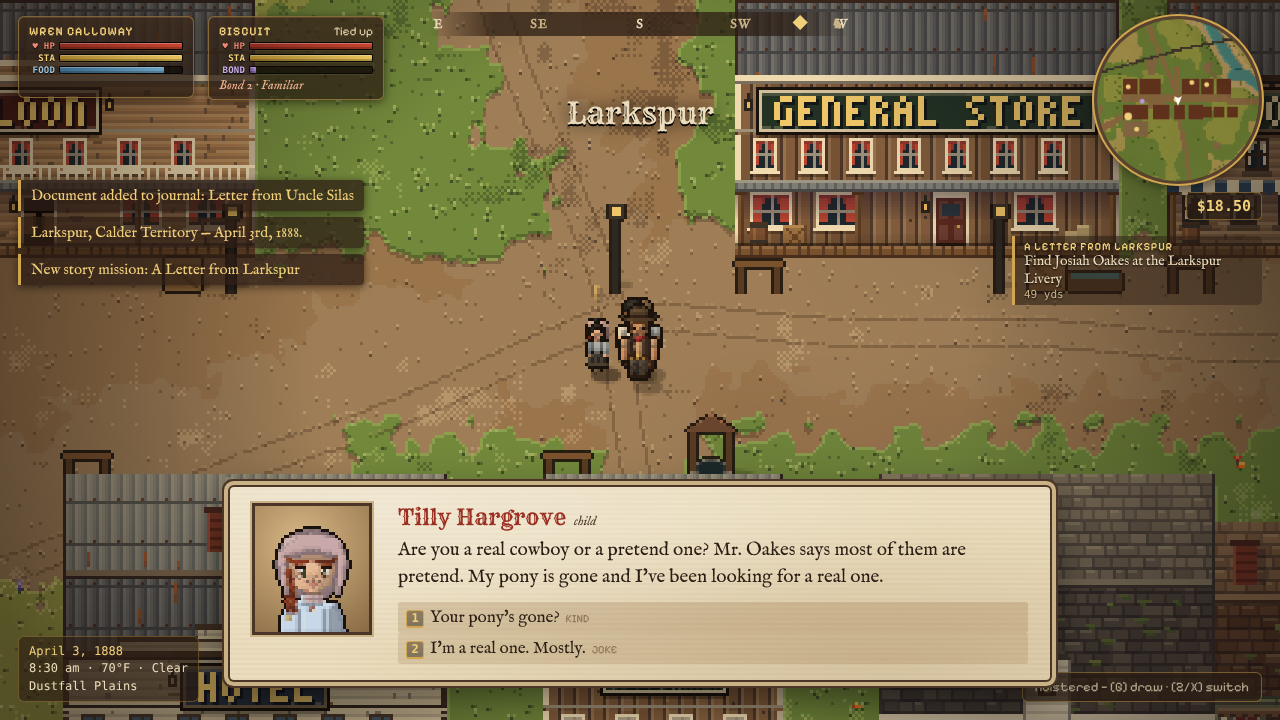 WREN CALLOWAY
♥ HP
STA
FOOD
BISCUIT Tied up
♥ HP
STA
BOND
Bond 2 · Familiar
E SE S SW W
Larkspur
GENERAL STORE
$18.50
Document added to journal: Letter from Uncle Silas
Larkspur, Calder Territory – April 3rd, 1888.
New story mission: A Letter from Larkspur
A LETTER FROM LARKSPUR
Find Josiah Oakes at the Larkspur
Livery
49 yds
Tilly Hargrove child
Are you a real cowboy or a pretend one? Mr. Oakes says most of them are
pretend. My pony is gone and I've been looking for a real one.
1 Your pony's gone? KIND
2 I'm a real one. Mostly. JOKE
April 3, 1888
8:30 am · 70°F · Clear
Dustfall Plains
HOTEL
Holstered – [G] draw · [Z/X] switch